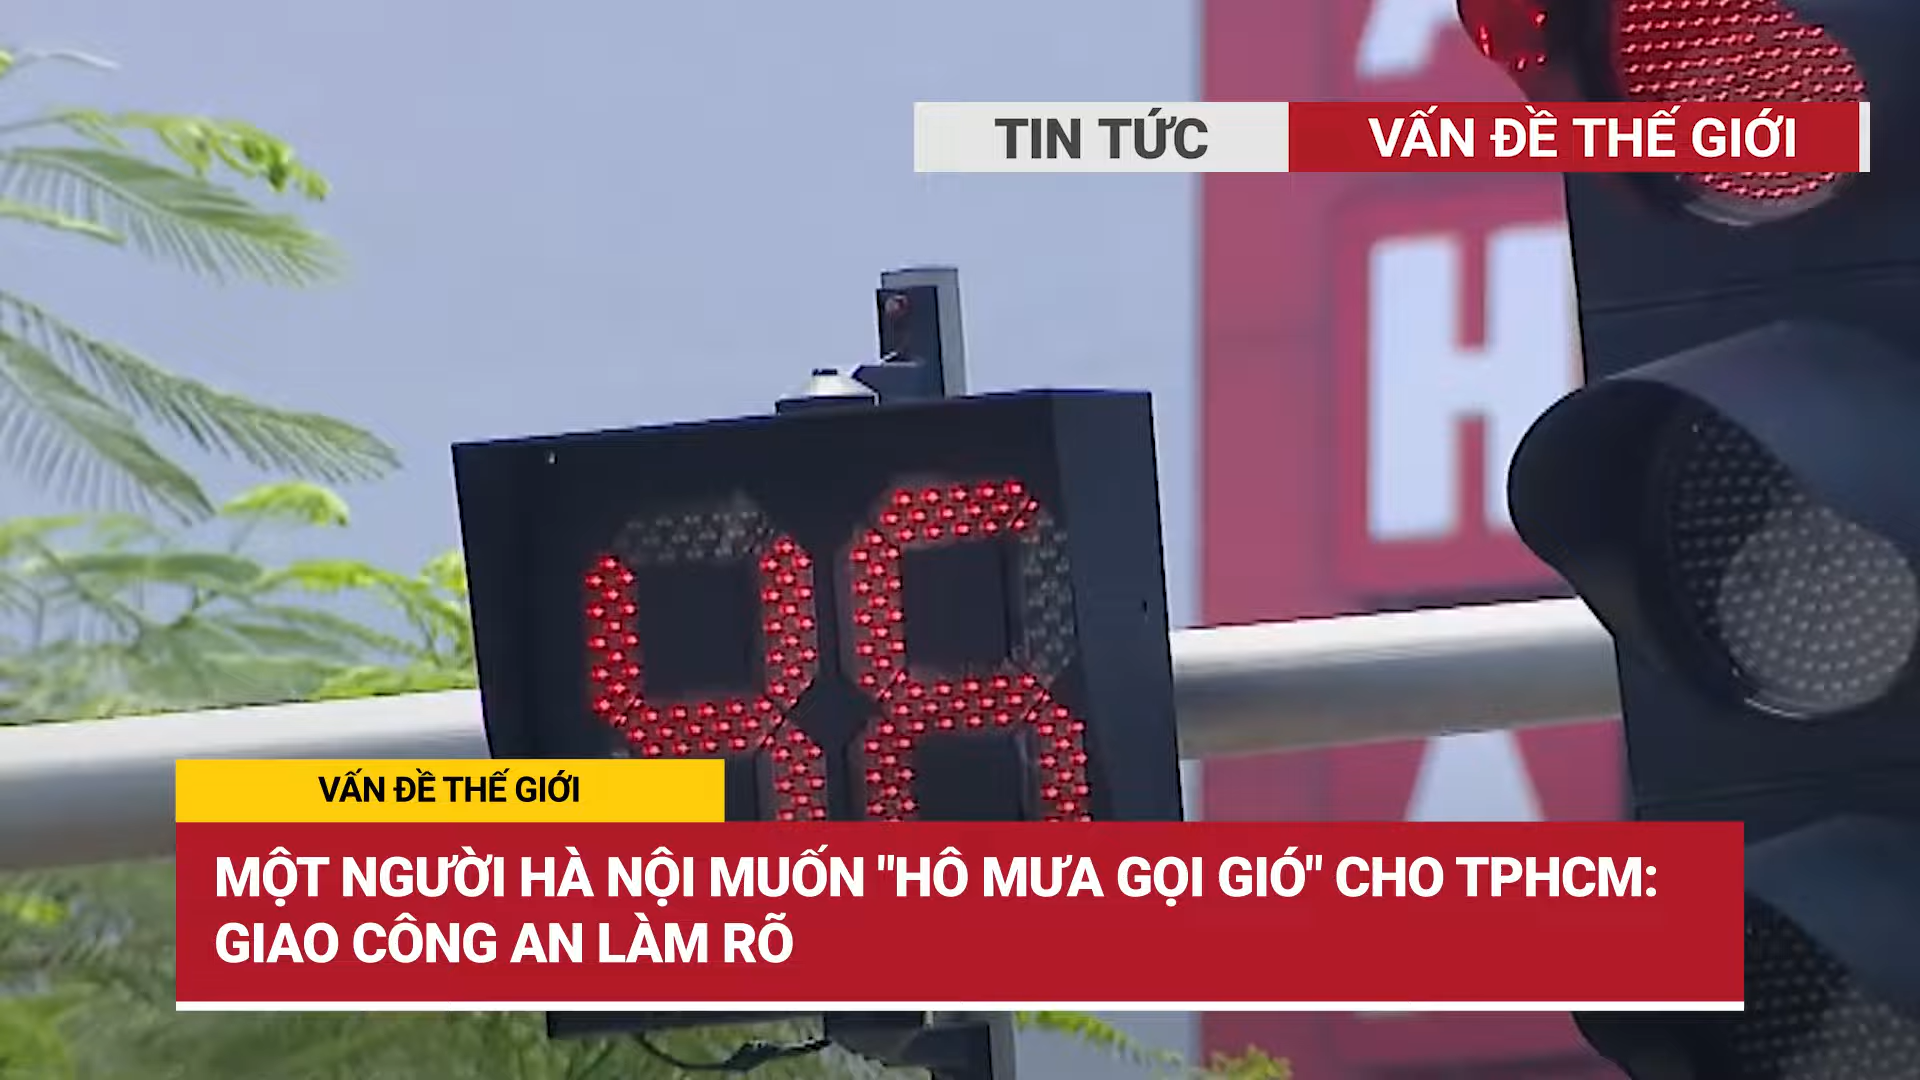 TIN TỨC VẤN ĐỀ THẾ GIỚI
H
VẤN ĐỀ THẾ GIỚI
MỘT NGƯỜI HÀ NỘI MUỐN "HÔ MƯA GỌI GIÓ" CHO TPHCM:
GIAO CÔNG AN LÀM RÕ